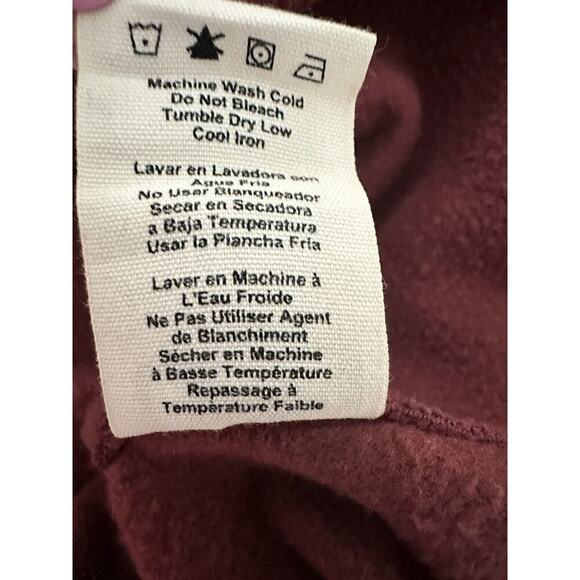 Machine Wash Cold
Do Not Bleach
Tumble Dry Low
Cool Iron
Lavar en Lavadora con
Agua Fria
No Usar Blanqueador
Secar en Secadora
a Baja Temperatura
Usar la Plancha Fría
Laver en Machine à
L'Eau Froide
Ne Pas Utiliser Agent
de Blanchiment
Sécher en Machine
à Basse Température
Repassage à
Température Faible